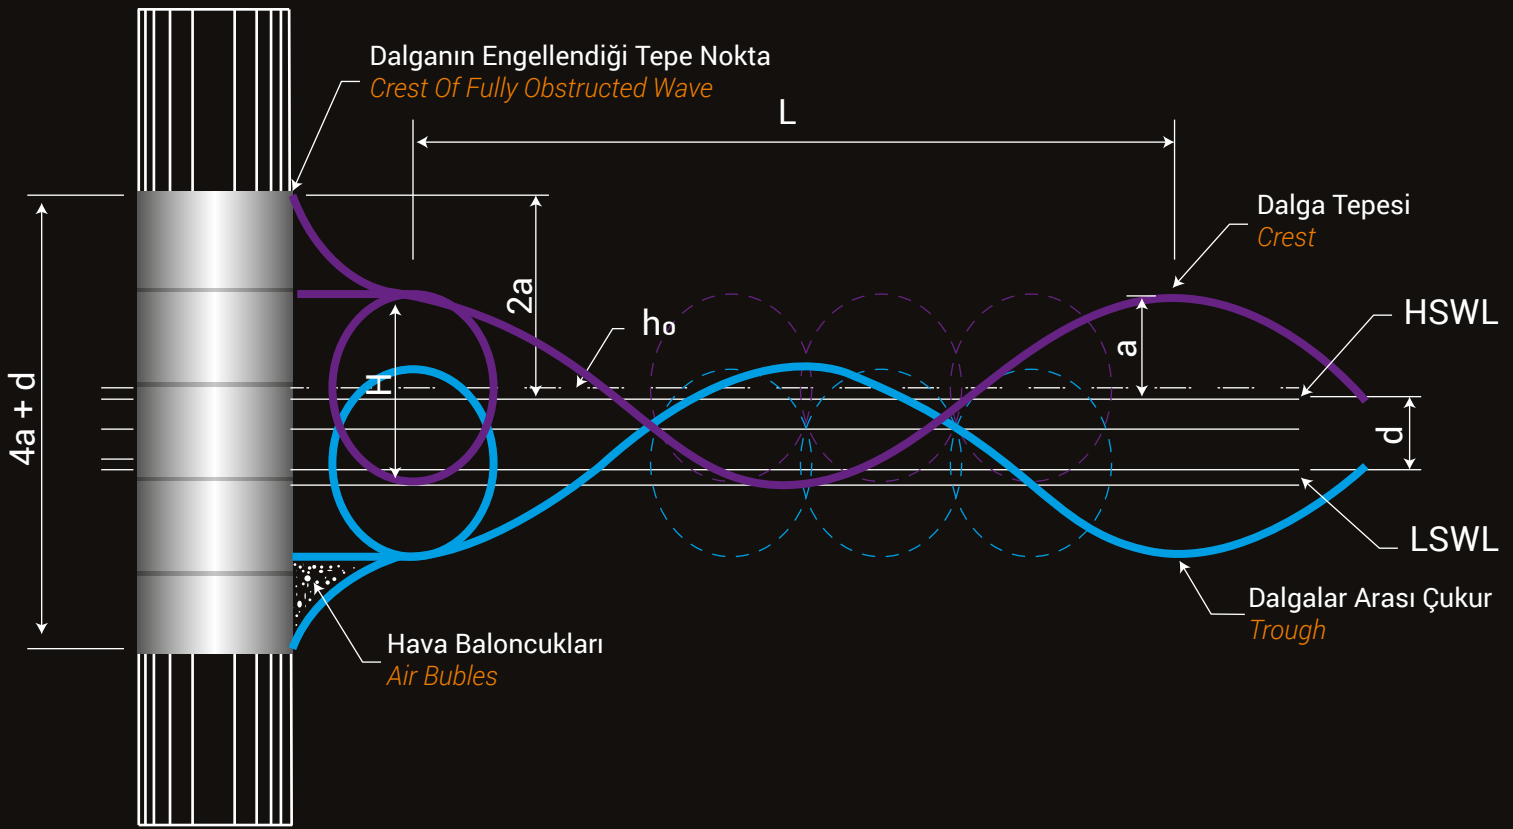 Dalganın Engellendiği Tepe Nokta
Crest Of Fully Obstructed Wave
L
Dalga Tepesi
Crest
2a
ho
a
HSWL
H
4a + d
d
LSWL
Dalgalar Arası Çukur
Trough
Hava Baloncukları
Air Bubles